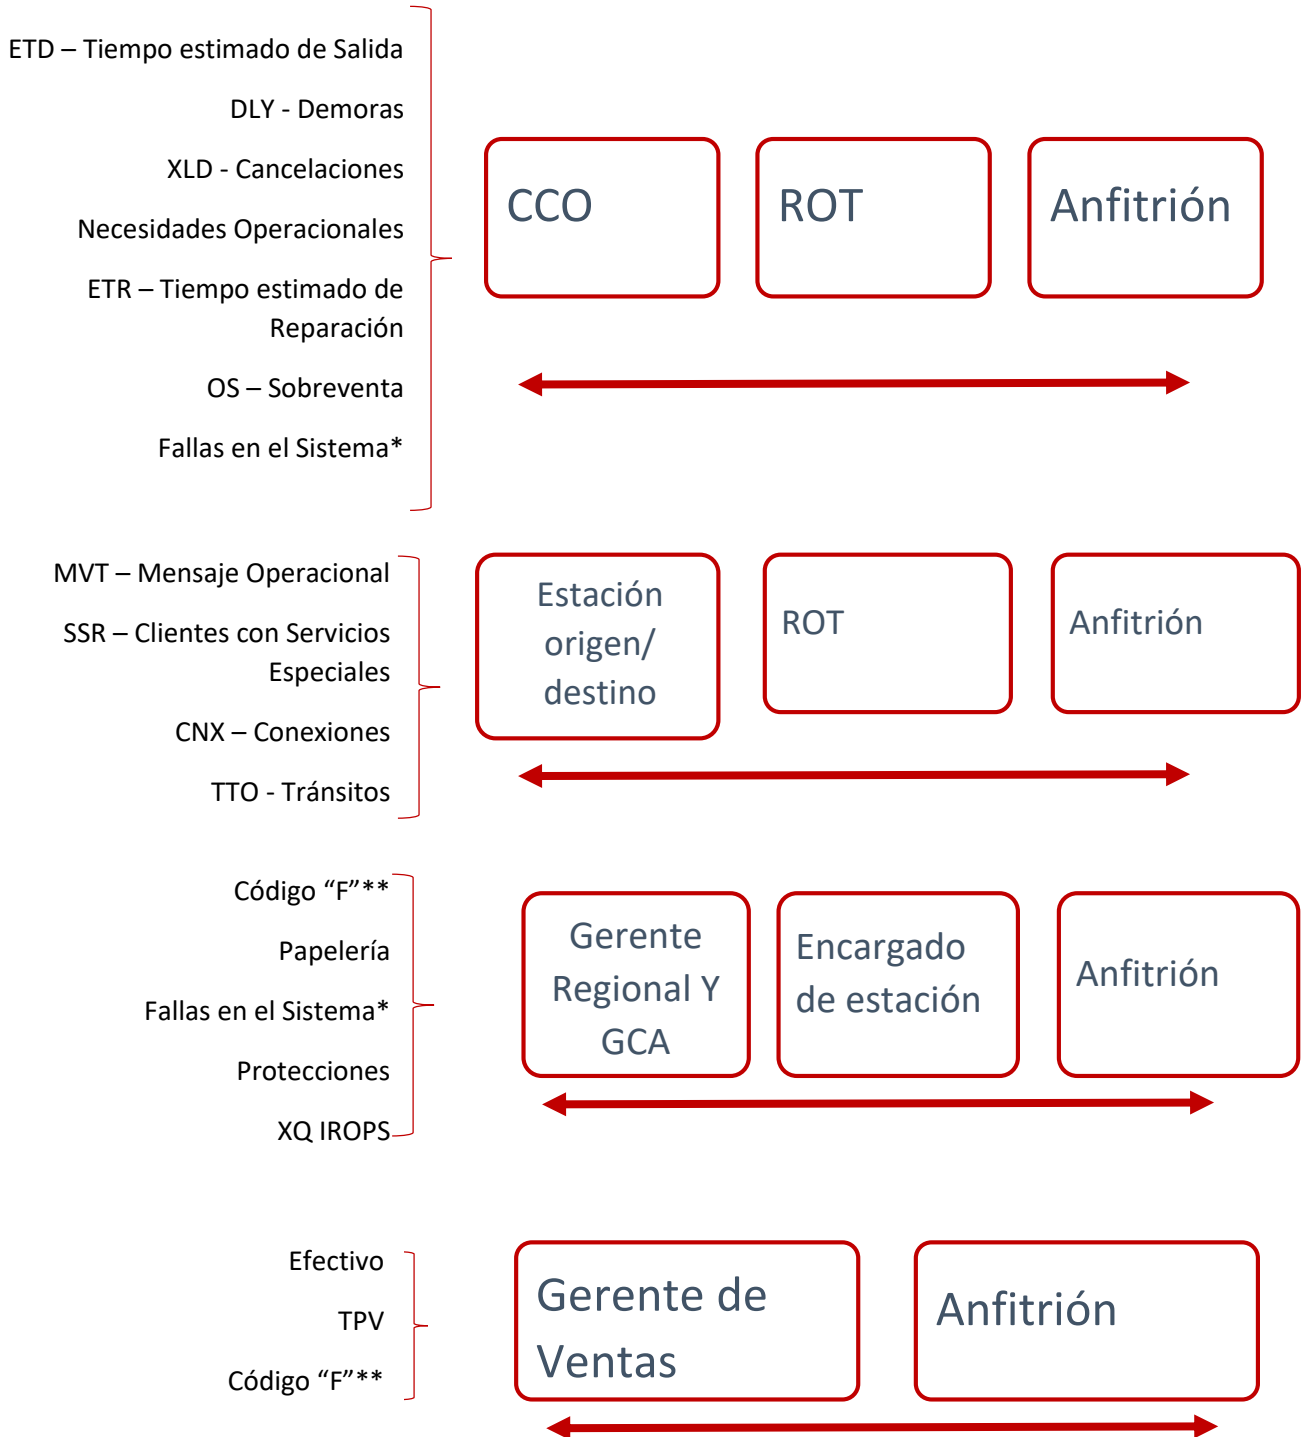 ETD – Tiempo estimado de Salida
DLY - Demoras
XLD - Cancelaciones
Necesidades Operacionales
ETR – Tiempo estimado de
Reparación
OS – Sobreventa
Fallas en el Sistema*
CCO
ROT
Anfitrión
MVT – Mensaje Operacional
SSR – Clientes con Servicios
Especiales
CNX – Conexiones
TTO - Tránsitos
Estación
origen/
destino
ROT
Anfitrión
Código “F”**
Papelería
Fallas en el Sistema*
Protecciones
XQ IROPS
Gerente
Regional Y
GCA
Encargado
de estación
Anfitrión
Efectivo
TPV
Código “F”**
Gerente de
Ventas
Anfitrión